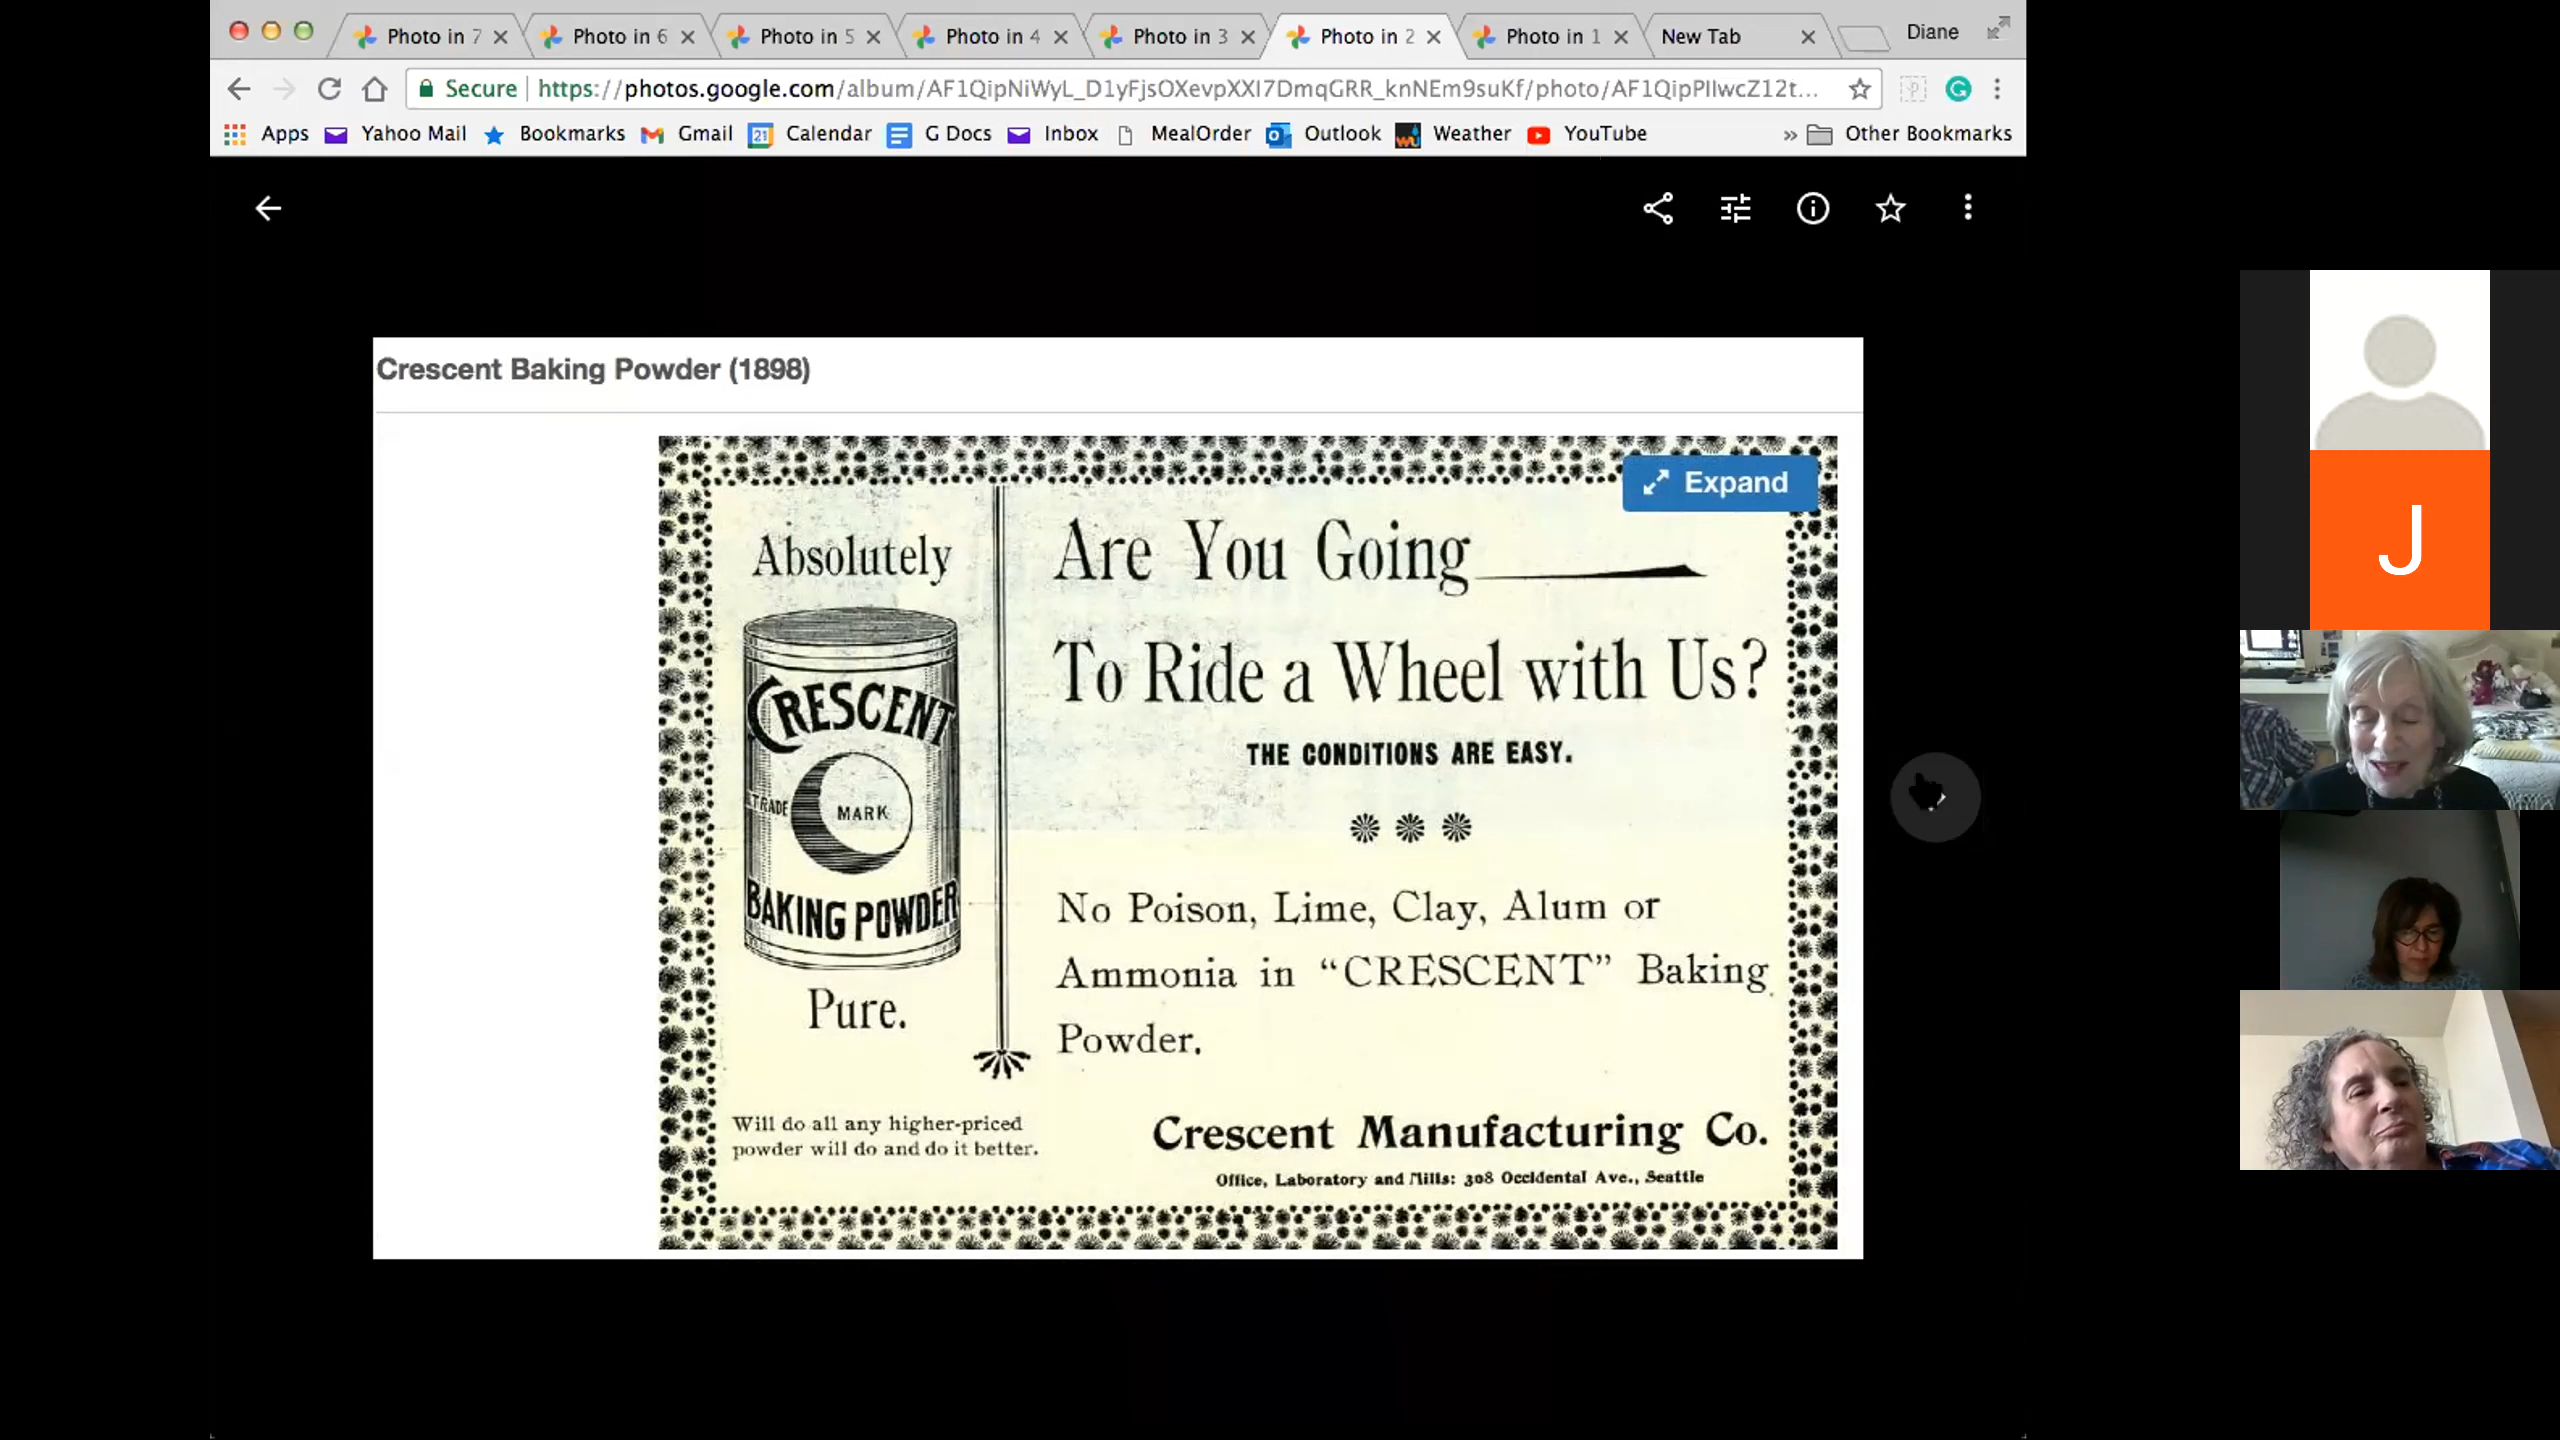 Photo in 7
Photo in 6
Photo in 5
Photo in 4
Photo in 3
Photo in 2
Photo in 1
New Tab
Diane
Secure
https://photos.google.com/album/AF1QipNiWyL_D1yFjsOXevpXXI7DmqGRR_knNEm9suKf/photo/AF1QipPIlwcZ12t...
Apps
Yahoo Mail
Bookmarks
Gmail
21
Calendar
G Docs
Inbox
MealOrder
Outlook
Weather
YouTube
»
Other Bookmarks
Crescent Baking Powder (1898)
Expand
Absolutely
CRESCENT
TRADE MARK
BAKING POWDER
Pure.
Will do all any higher-priced
powder will do and do it better.
Are You Going
To Ride a Wheel with Us?
THE CONDITIONS ARE EASY.
No Poison, Lime, Clay, Alum or
Ammonia in “CRESCENT” Baking
Powder.
Crescent Manufacturing Co.
Office, Laboratory and Mills: 308 Occidental Ave., Seattle
J